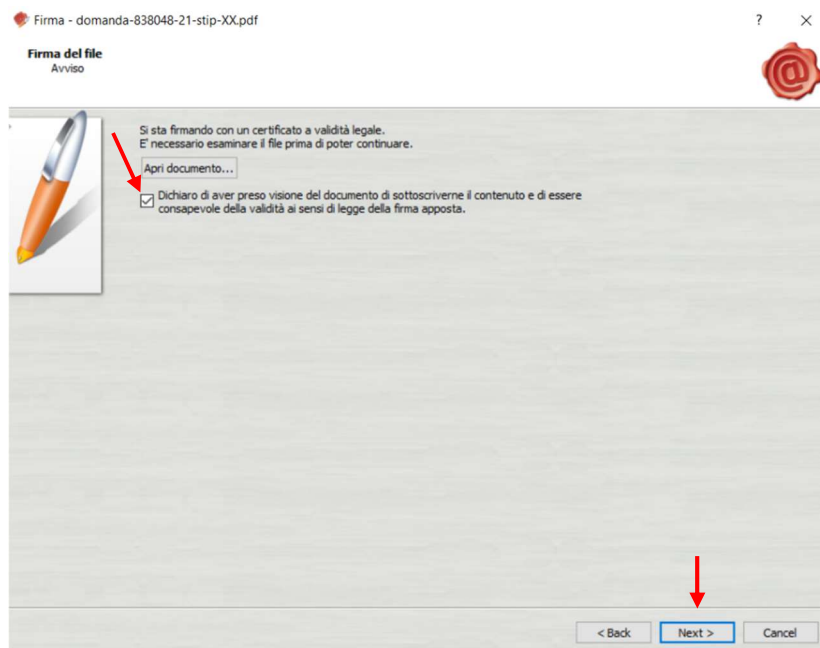 Firma - domanda-838048-21-stip-XX.pdf
?
Firma del file
Avviso
Si sta firmando con un certificato a validità legale.
E' necessario esaminare il file prima di poter continuare.
Apri documento...
Dichiaro di aver preso visione del documento di sottoscriverne il contenuto e di essere
consapevole della validità ai sensi di legge della firma apposta.
< Back Next > Cancel